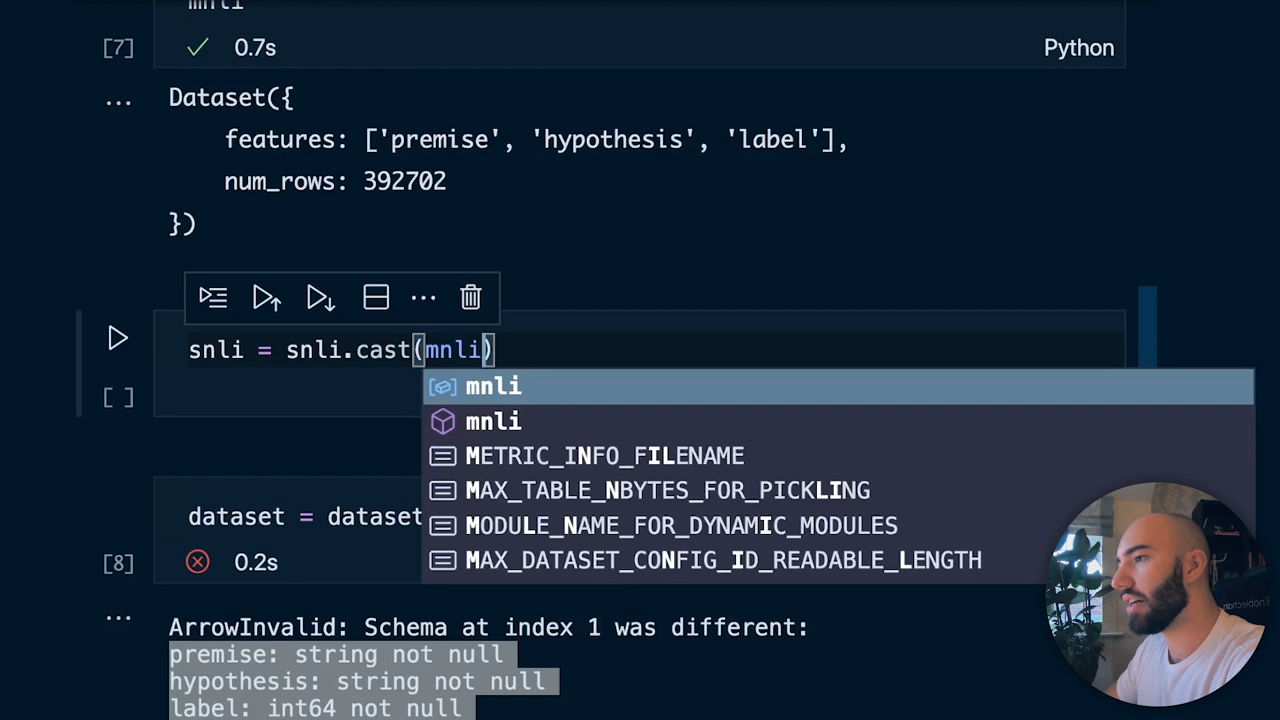 mnli
[7]
0.7s
Python
...
Dataset({
features: ['premise', 'hypothesis', 'label'],
num_rows: 392702
})
...
snli = snli.cast(mnli)
[ ]
mnli
mnli
METRIC_INFO_FILENAME
MAX_TABLE_NBYTES_FOR_PICKLING
MODULE_NAME_FOR_DYNAMIC_MODULES
MAX_DATASET_CONFIG_ID_READABLE_LENGTH
dataset = dataset
[8]
0.2s
...
ArrowInvalid: Schema at index 1 was different:
premise: string not null
hypothesis: string not null
label: int64 not null